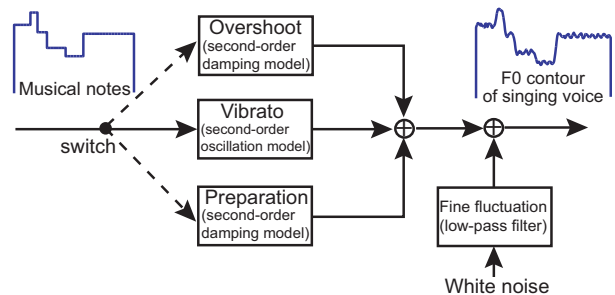 Musical notes
switch
Overshoot
(second-order
damping model)
Vibrato
(second-order
oscillation model)
Preparation
(second-order
damping model)
F0 contour
of singing voice
Fine fluctuation
(low-pass filter)
White noise